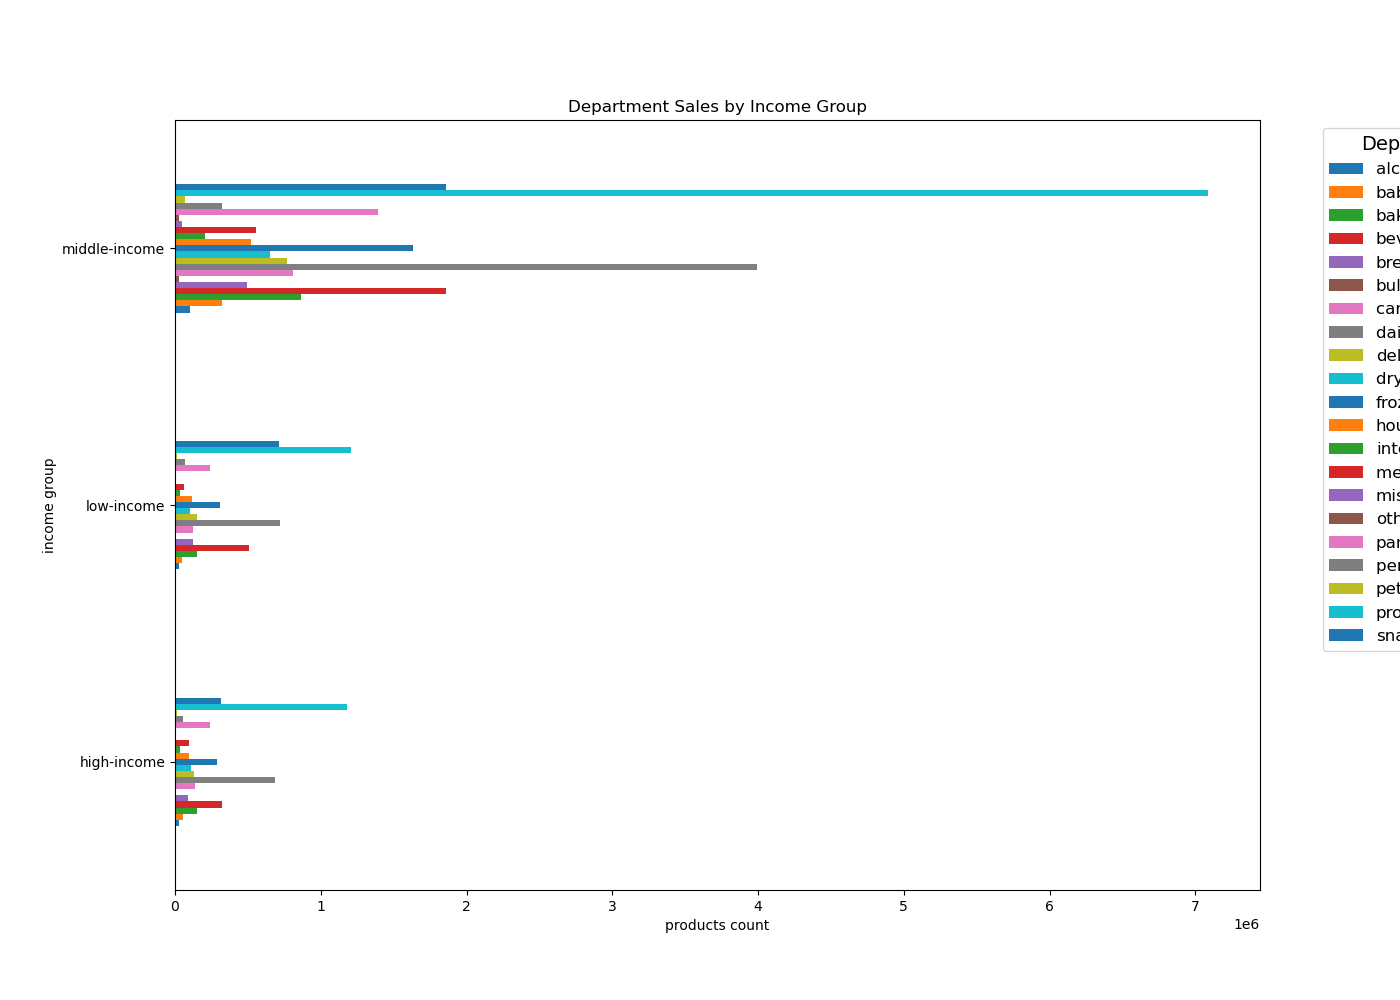 Department Sales by Income Group
middle-income
low-income
high-income
income group
0 1 2 3 4 5 6 7
1e6
products count
Dep
alc
bab
bak
bev
bre
bul
can
dai
del
dry
froz
hou
inte
me
mis
oth
pan
per
pet
pro
sna